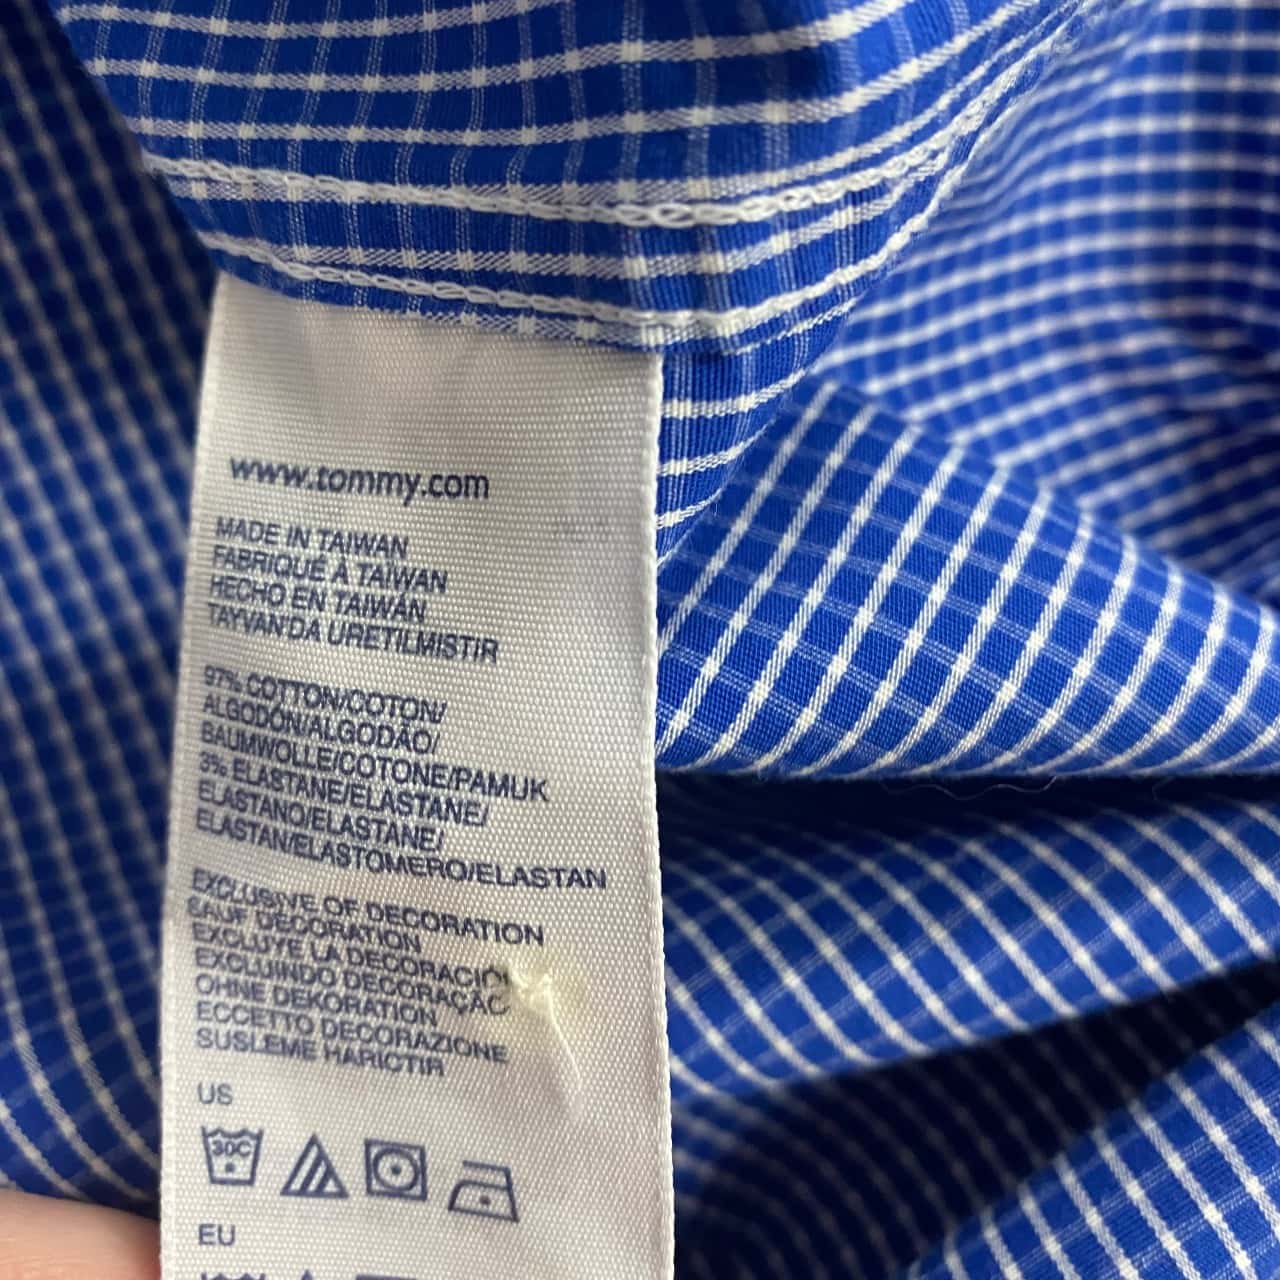 www.tommy.com
MADE IN TAIWAN
FABRIQUÉ À TAIWAN
HECHO EN TAIWÁN
TAYVAN'DA URETILMISTIR
97% COTTON/COTON/
ALGODÓN/ALGODÃO/
BAUMWOLLE/COTONE/PAMUK
3% ELASTANE/ELASTANE/
ELASTANO/ELASTANE/
ELASTAN/ELASTOMERO/ELASTAN
EXCLUSIVE OF DECORATION
SAUF DÉCORATION
EXCLUYE LA DECORACIÓN
EXCLUINDO DECORAÇÃO
OHNE DEKORATION
ECCETTO DECORAZIONE
SUSLEME HARICTIR
US
30C
EU